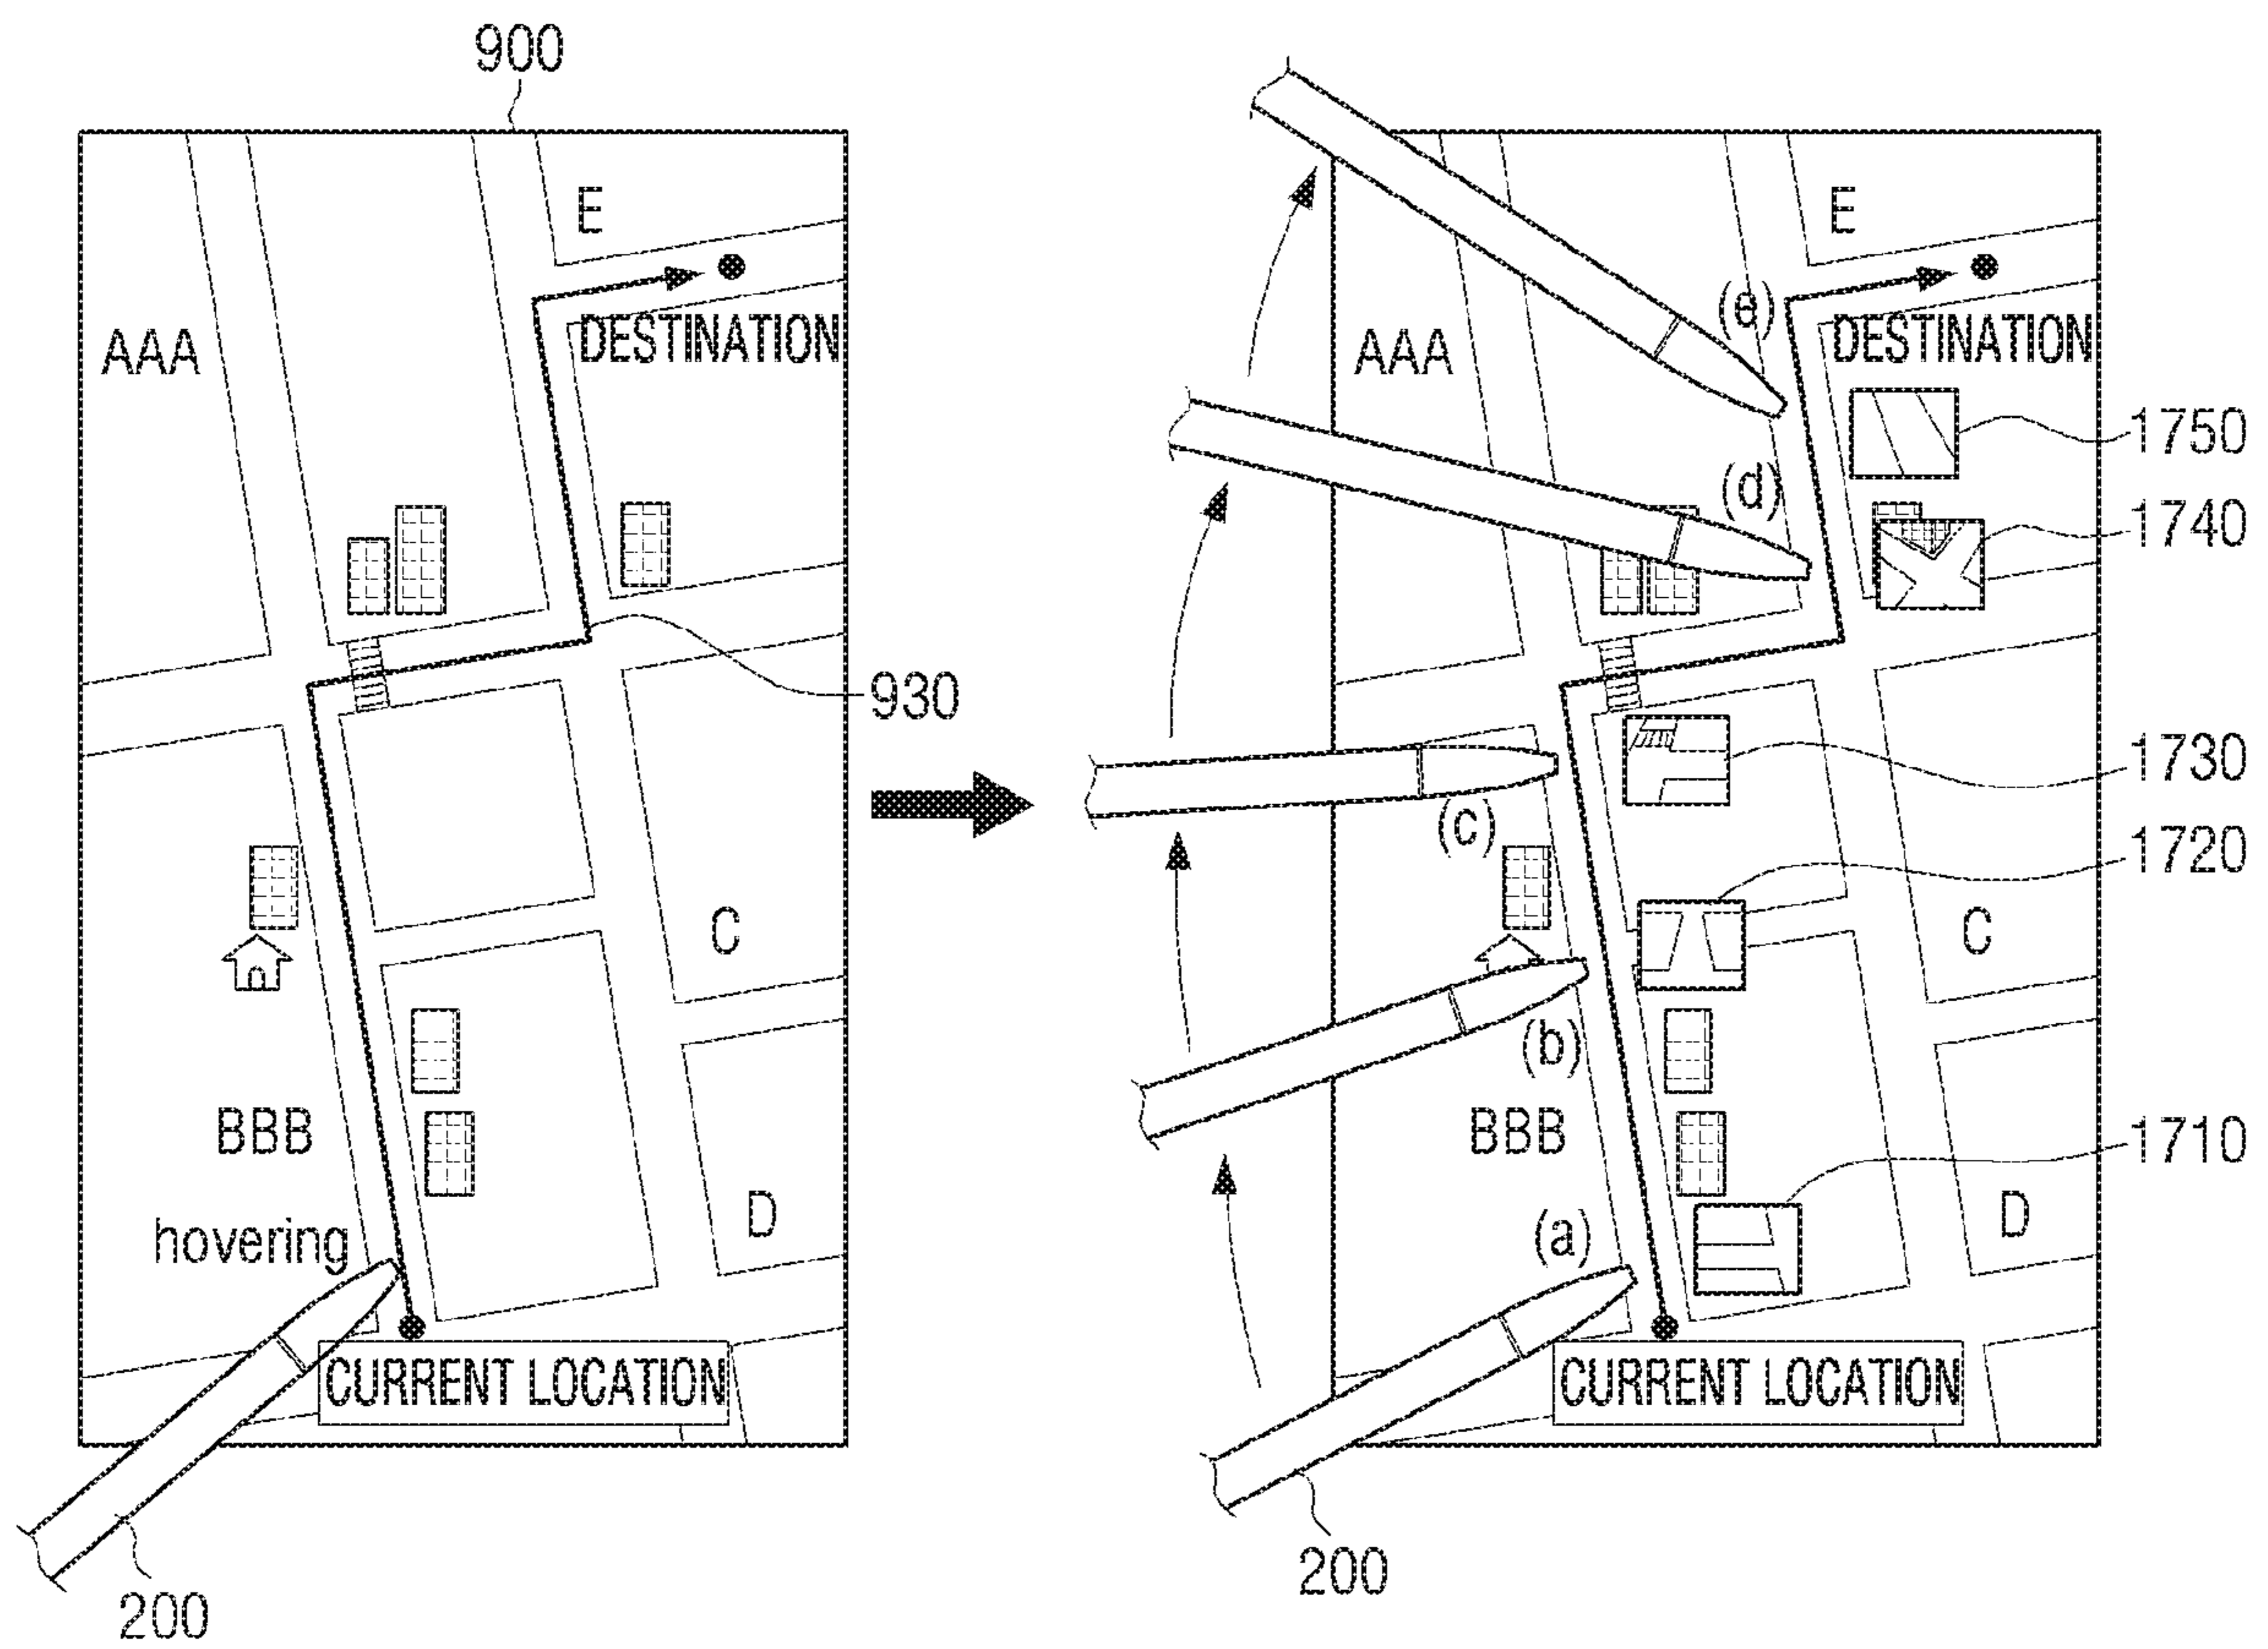 900
E
AAA
DESTINATION
930
C
BBB
hovering
D
CURRENT LOCATION
200
E
(e)
AAA
DESTINATION
1750
(d)
1740
1730
(c)
1720
C
(b)
BBB
1710
(a)
D
CURRENT LOCATION
200